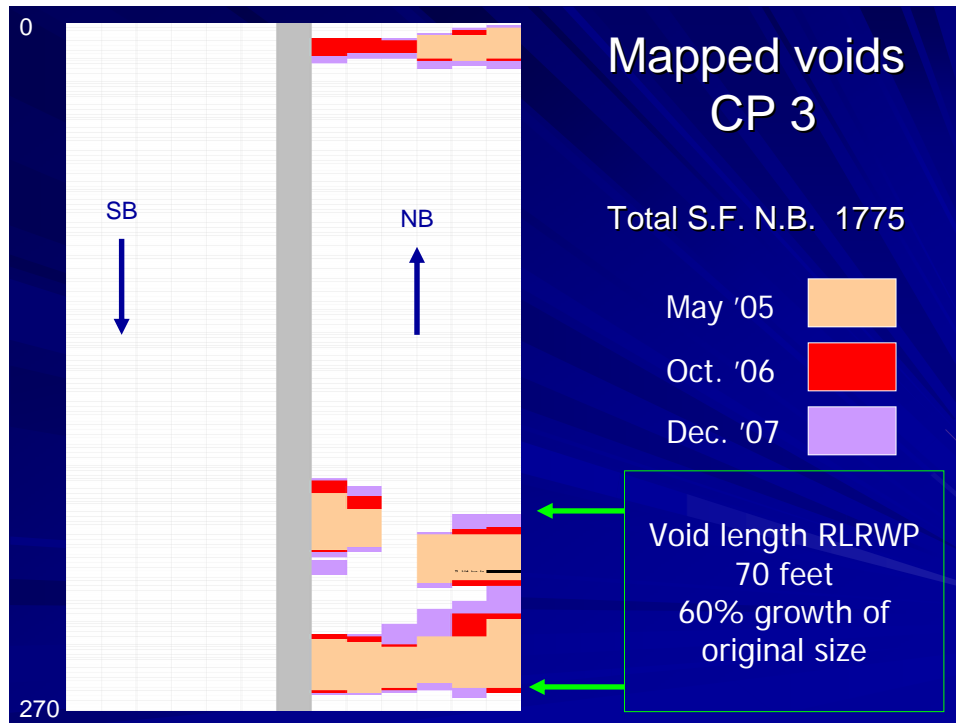 0
Mapped voids
CP 3
SB
NB
Total S.F. N.B. 1775
May '05
Oct. '06
Dec. '07
Void length RLRWP
70 feet
60% growth of
original size
270